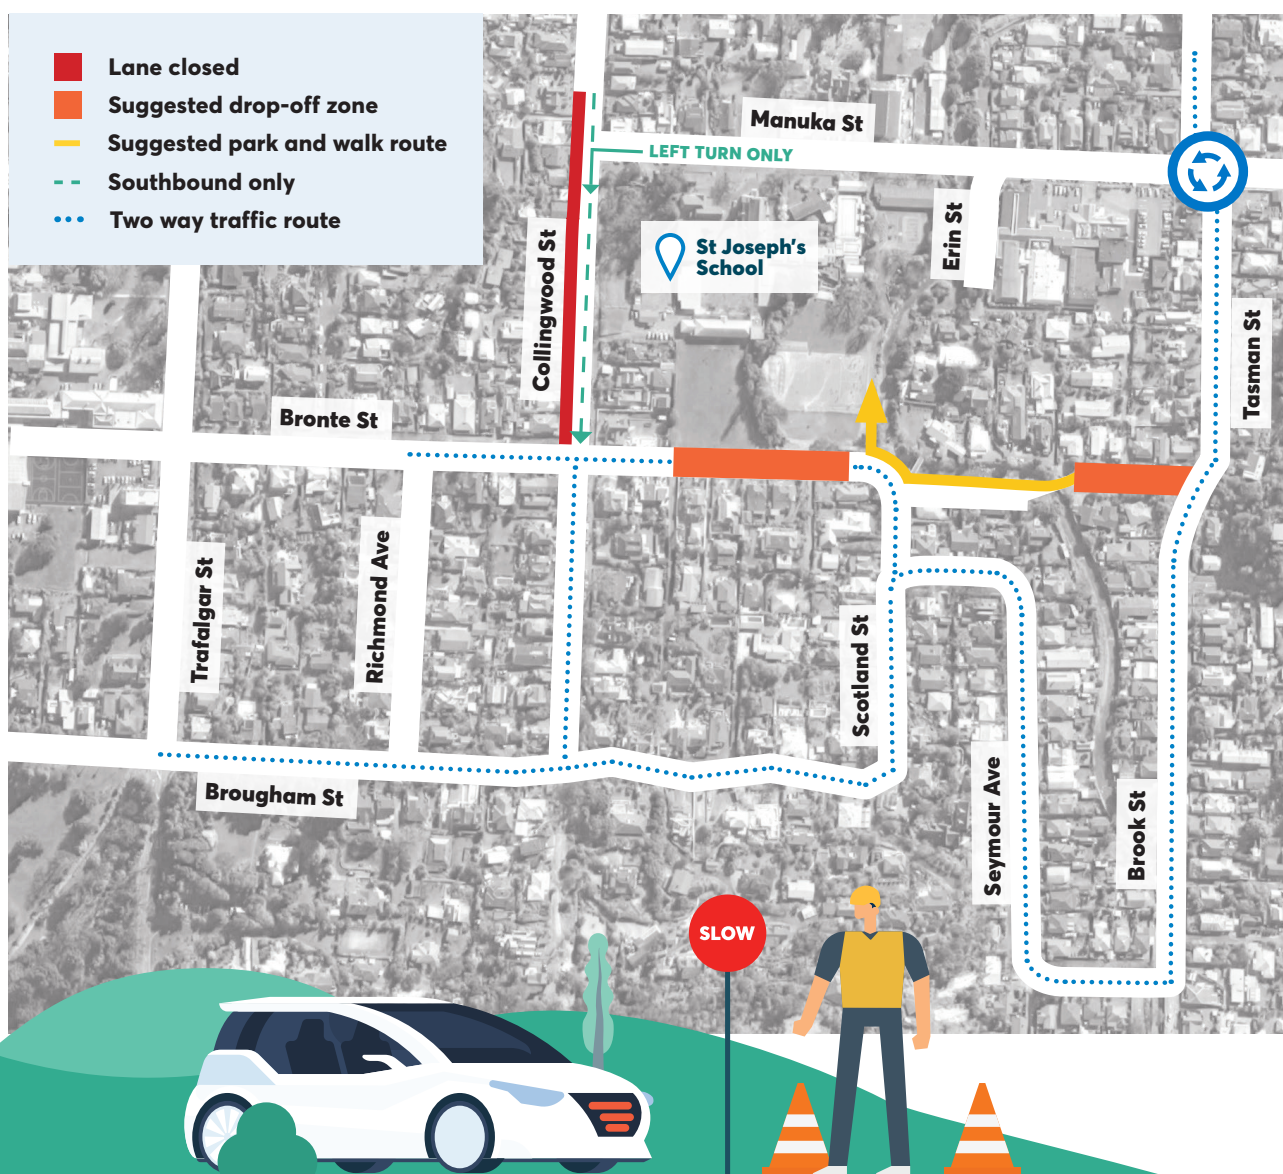 Lane closed
Suggested drop-off zone
Suggested park and walk route
Southbound only
Two way traffic route
Manuka St
LEFT TURN ONLY
Erin St
St Joseph's
School
Collingwood St
Tasman St
Bronte St
Trafalgar St
Richmond Ave
Scotland St
Seymour Ave
Brook St
Brougham St
SLOW